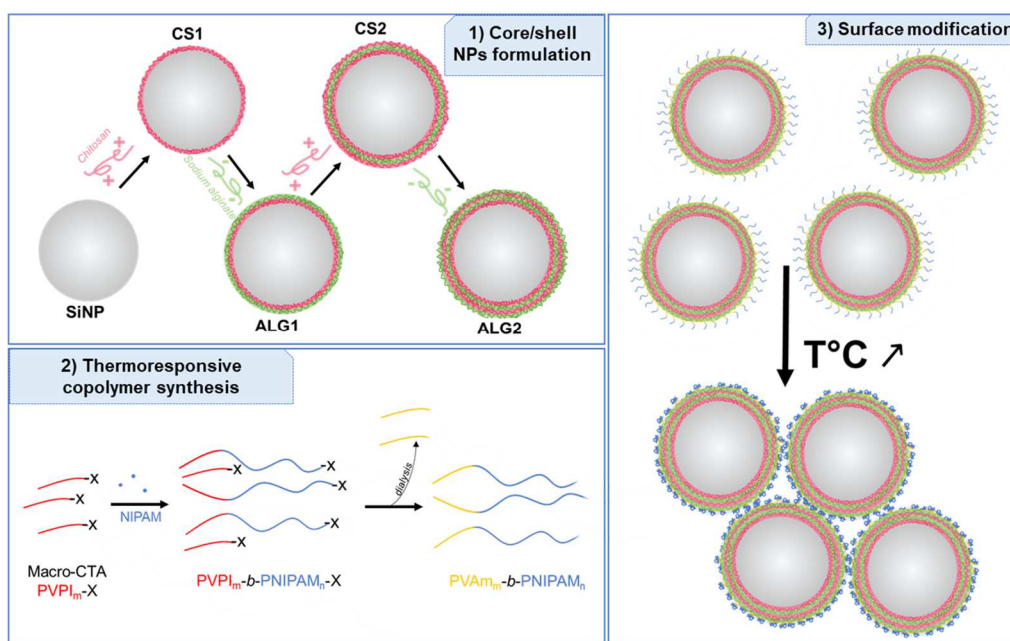 1) Core/shell
NPs formulation
CS1
CS2
Chitosan
+
+
Sodium alginate
+
+
SiNP
ALG1
ALG2
2) Thermoresponsive
copolymer synthesis
-X
-X
-X
NIPAM
Macro-CTA
PVPIₘ-X
-X
-X
-X
-X
-X
PVPIₘ-b-PNIPAMₙ-X
dialysis
PVAmₘ-b-PNIPAMₙ
3) Surface modification
T°C ↗